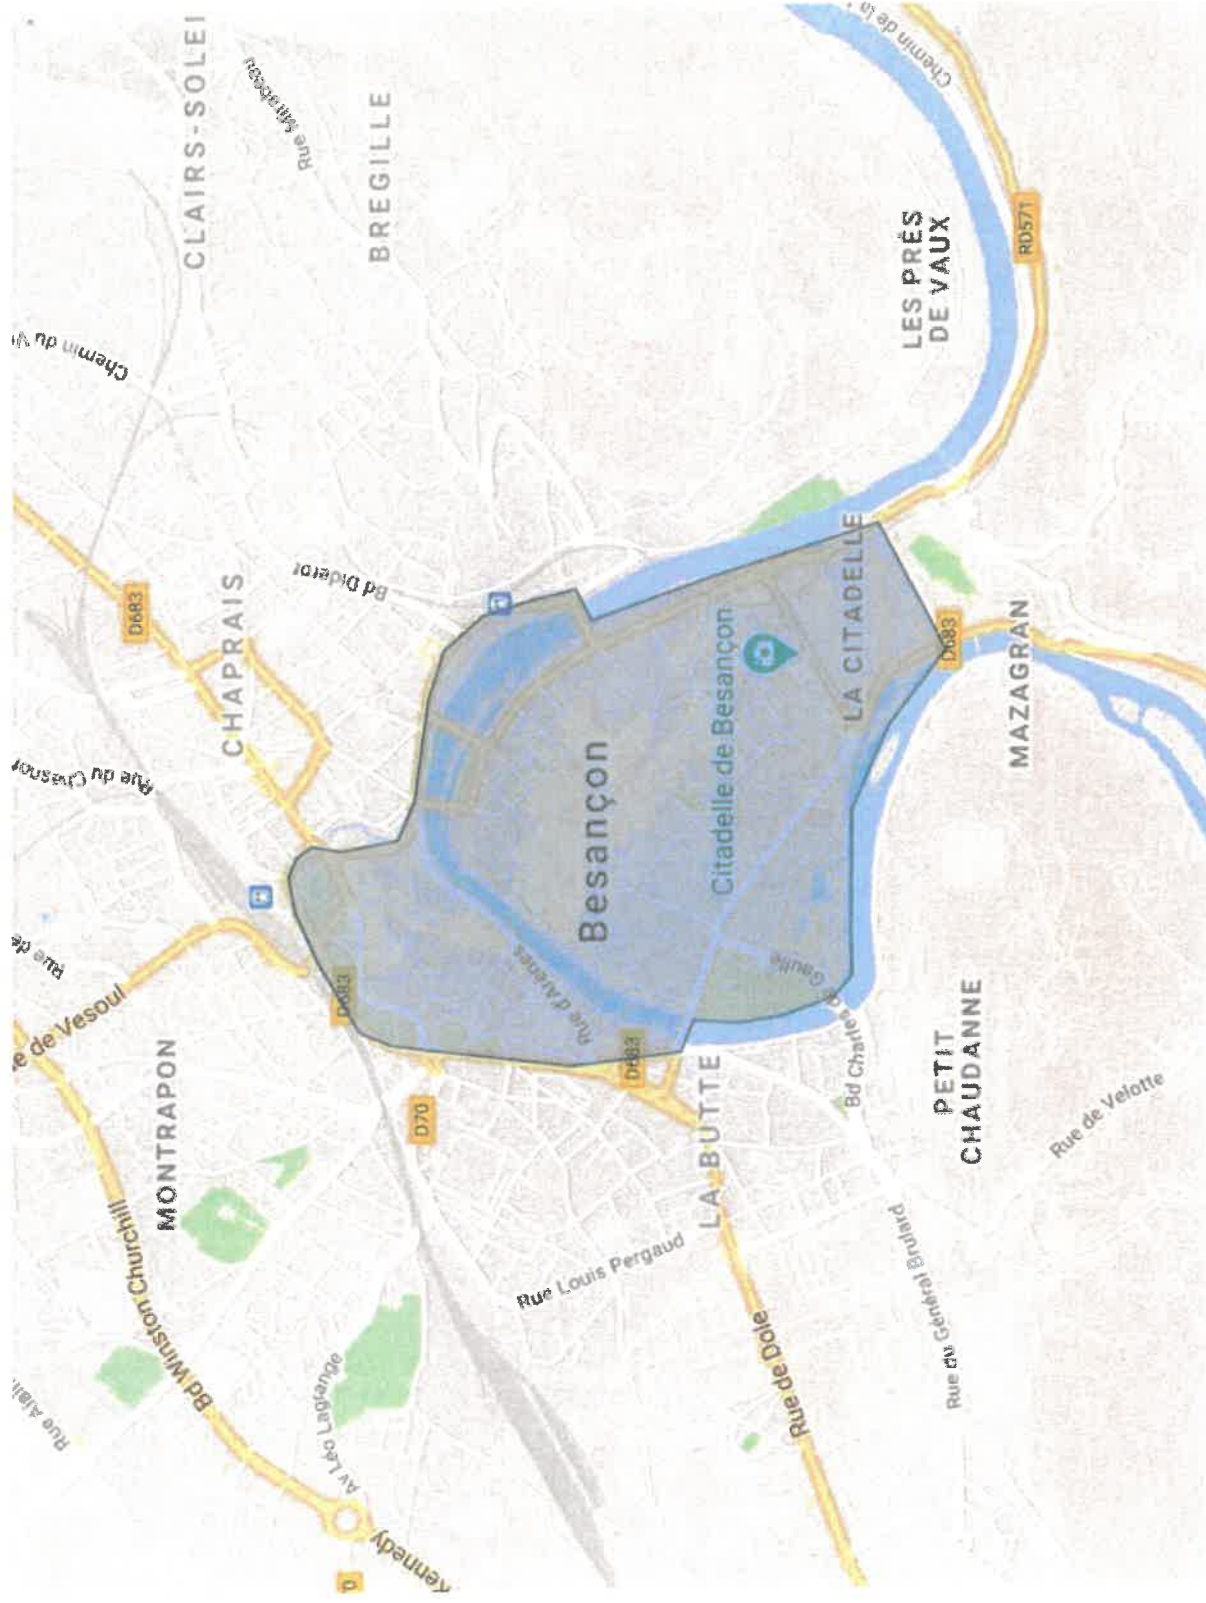 CLAIRS-SOLEI
Rue Mirabeau
BREGILLE
Chemin de la
LES PRÉS
DE VAUX
RD571
Chemin du V
D683
CHAPRAIS
Bd Diderot
Citadelle de Besançon
LA CITADELLE
D683
MAZAGRAN
Rue du Chasnot
Besançon
Rue de
e de Vesoul
D683
Rue d'Arènes
Gaulle
Bd Charles de
D683
D70
MONTRAPON
LA BUTTE
PETIT
CHAUDANNE
Rue de Velotte
Bd Winston Churchill
Rue Louis Pergaud
Rue du Général Brulard
Rue de Dole
Av Léo Lagrange
Kennedy